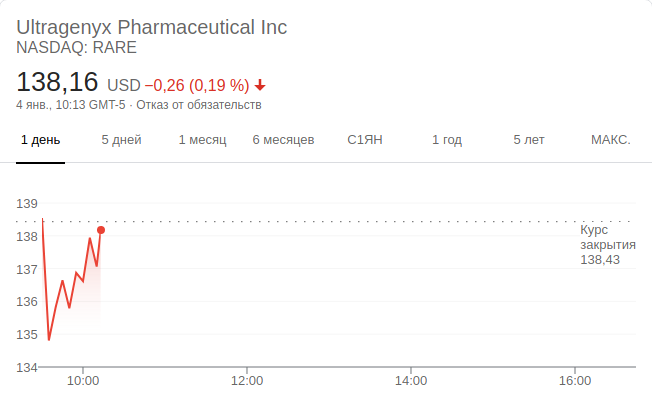 Ultragenyx Pharmaceutical Inc
NASDAQ: RARE
138,16 USD −0,26 (0,19 %)
4 янв., 10:13 GMT-5 · Отказ от обязательств
1 день 5 дней 1 месяц 6 месяцев С1ЯН 1 год 5 лет МАКС.
139
138
137
136
135
134
Курс
закрытия
138,43
10:00 12:00 14:00 16:00